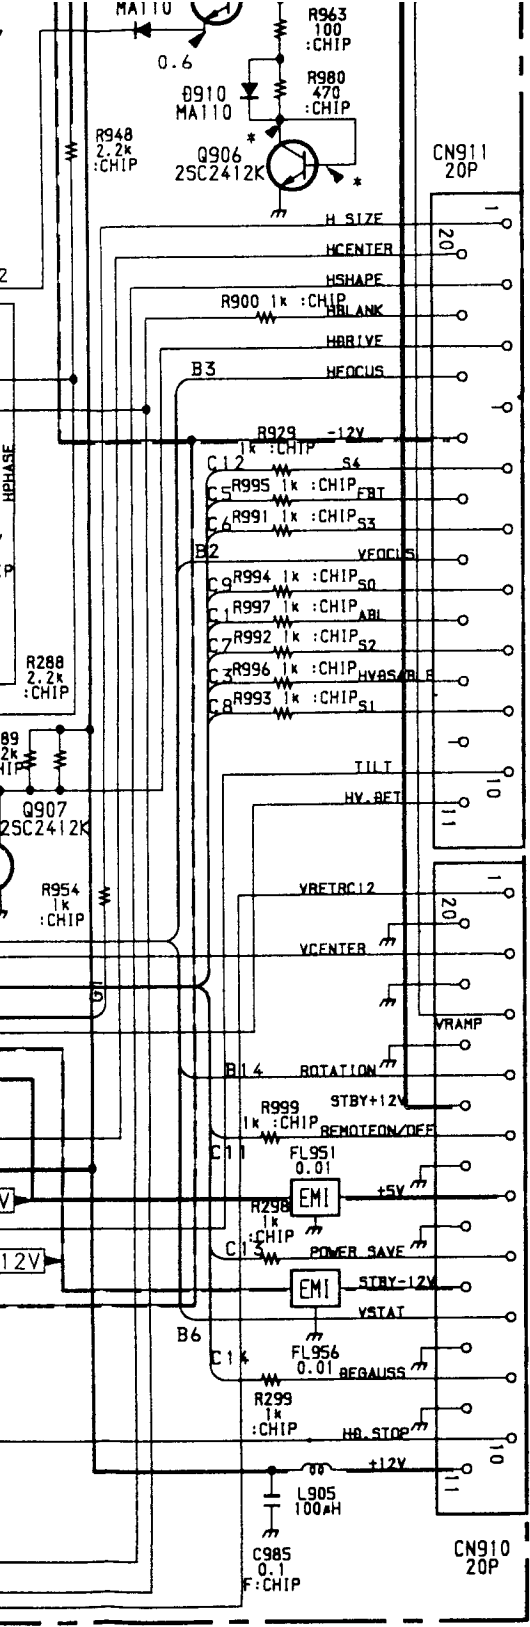 MA110
0.6
R963
100
:CHIP
R980
470
:CHIP
D910
MA110
*
Q906
2SC2412K
*
R948
2.2k
:CHIP
CN911
20P
H SIZE
1
20
HCENTER
2
HSHAPE
R900 1k :CHIP
HBLANK
HDRIVE
B3
HFOCUS
R929
1k :CHIP
-12V
C12
S4
C5
R995 1k :CHIP
FBT
C6
R991 1k :CHIP
S3
B2
VFOCUS
C9
R994 1k :CHIP
S0
C1
R997 1k :CHIP
ABL
C7
R992 1k :CHIP
S2
C3
R996 1k :CHIP
C8
R993 1k :CHIP
S1
HPHASE
P
R288
2.2k
:CHIP
89
2k
HIP
Q907
2SC2412K
TILT
10
HV.DET
11
R954
1k
:CHIP
VRETRC12
1
20
VCENTER
VRAMP
B14
ROTATION
STBY+12V
R999
1k :CHIP
REMOTEON/OFF
C11
FL951
0.01
EMI
+5V
V
R298
1k
:CHIP
C13
POWER SAVE
12V
EMI
STBY-12V
VSTAT
B6
FL956
0.01
C14
DEGAUSS
R299
1k
:CHIP
HD.STOP
10
+12V
11
L905
100μH
C985
0.1
F:CHIP
CN910
20P